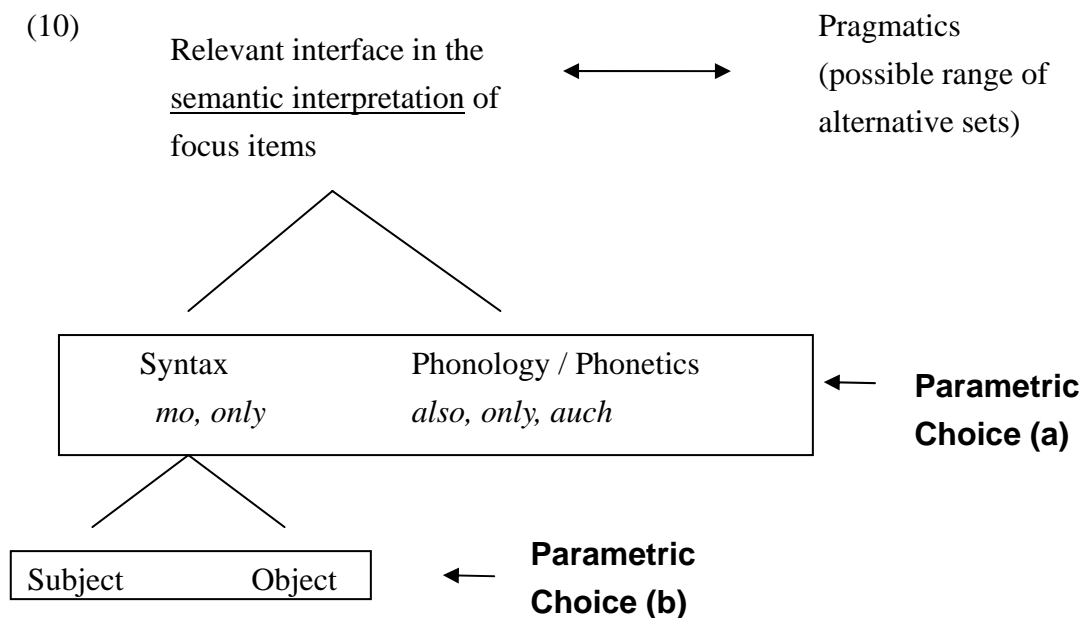 (10)
Relevant interface in the
semantic interpretation of
focus items
Pragmatics
(possible range of
alternative sets)
Syntax
mo, only
Phonology / Phonetics
also, only, auch
Parametric
Choice (a)
Subject
Object
Parametric
Choice (b)